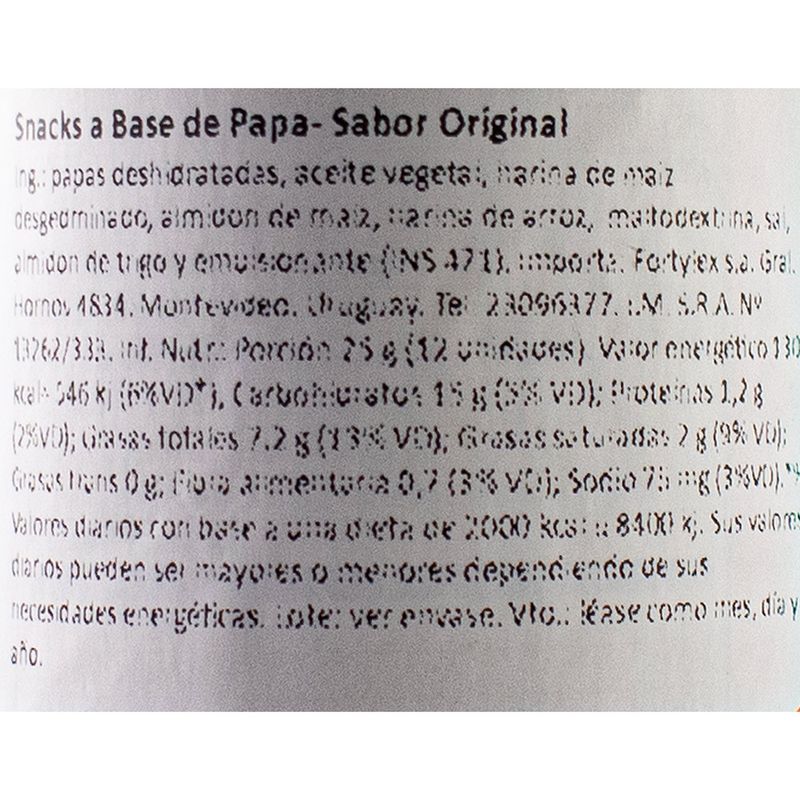 Snacks a Base de Papa- Sabor Original
Ing.: papas deshidratadas, aceite vegetal, harina de maiz
desgerminado, almidon de maiz, harina de arroz, maltodextrina, sal,
almidon de trigo y emulsionante (INS 471). Importa: Fortylex s.a. Gral.
Hornos 4834. Montevideo. Uruguay. Tel 23096377. I.M. S.R.A. Nº
13262/333. Inf. Nutr.: Porción 25 g (12 unidades) Valor energético 130
kcal= 546 kj (6%VD*), Carbohidratos 15 g (5% VD); Proteinas 1,2 g
(2%VD); Grasas totales 7,2 g (13% VD); Grasas saturadas 2 g (9% VD);
Grasas trans 0 g; Fibra alimentaria 0,7 (3% VD); Sodio 75 mg (3%VD).*%
Valores diarios con base a una dieta de 2000 kcal u 8400 kj. Sus valores
diarios pueden ser mayores o menores dependiendo de sus
necesidades energéticas. Lote: ver envase. Vto.: léase como mes, día y
año.